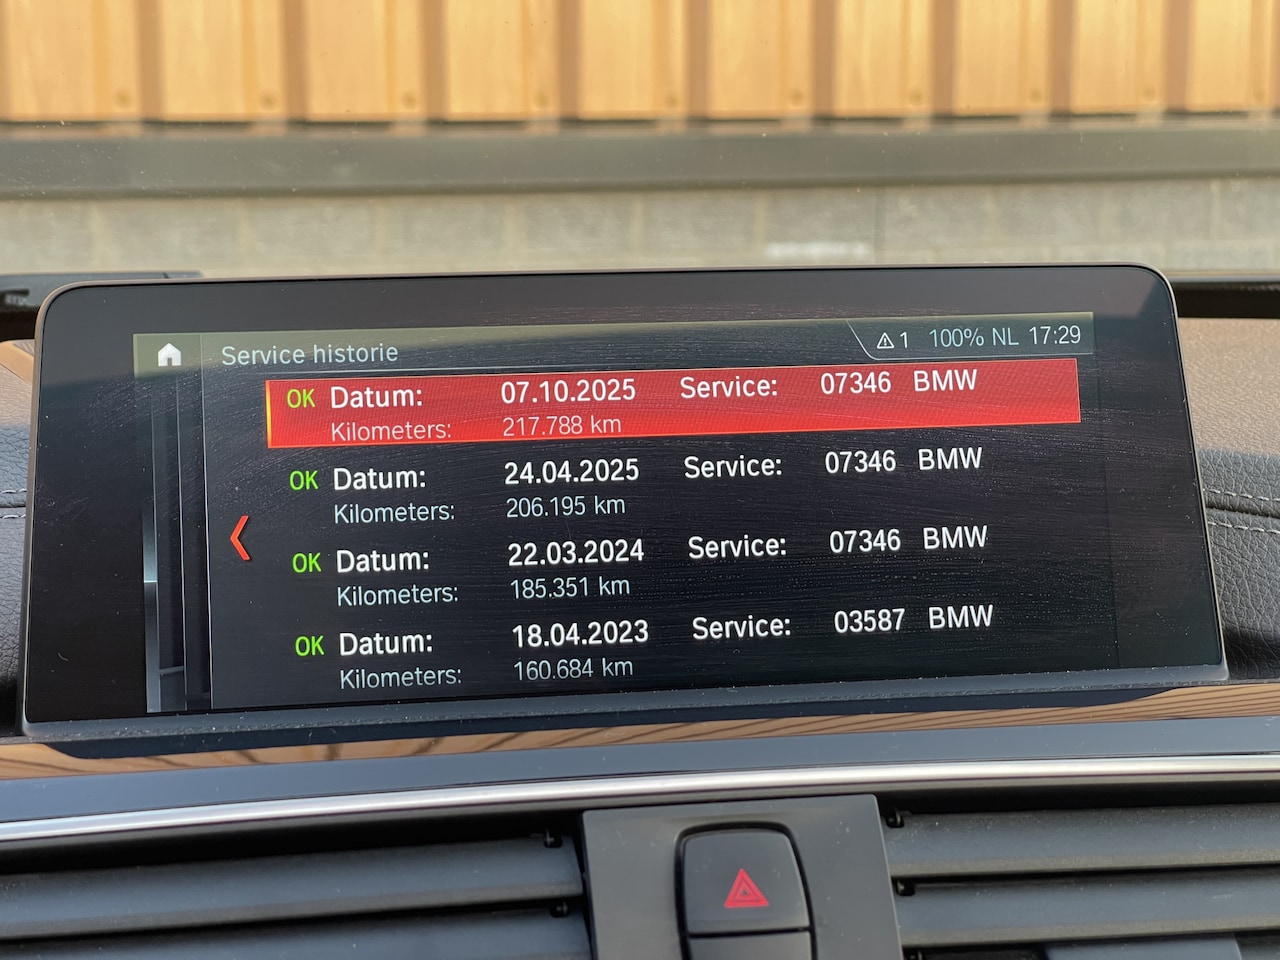 Service historie
1 100% NL 17:29
OK Datum: 07.10.2025 Service: 07346 BMW
Kilometers: 217.788 km
OK Datum: 24.04.2025 Service: 07346 BMW
Kilometers: 206.195 km
OK Datum: 22.03.2024 Service: 07346 BMW
Kilometers: 185.351 km
OK Datum: 18.04.2023 Service: 03587 BMW
Kilometers: 160.684 km